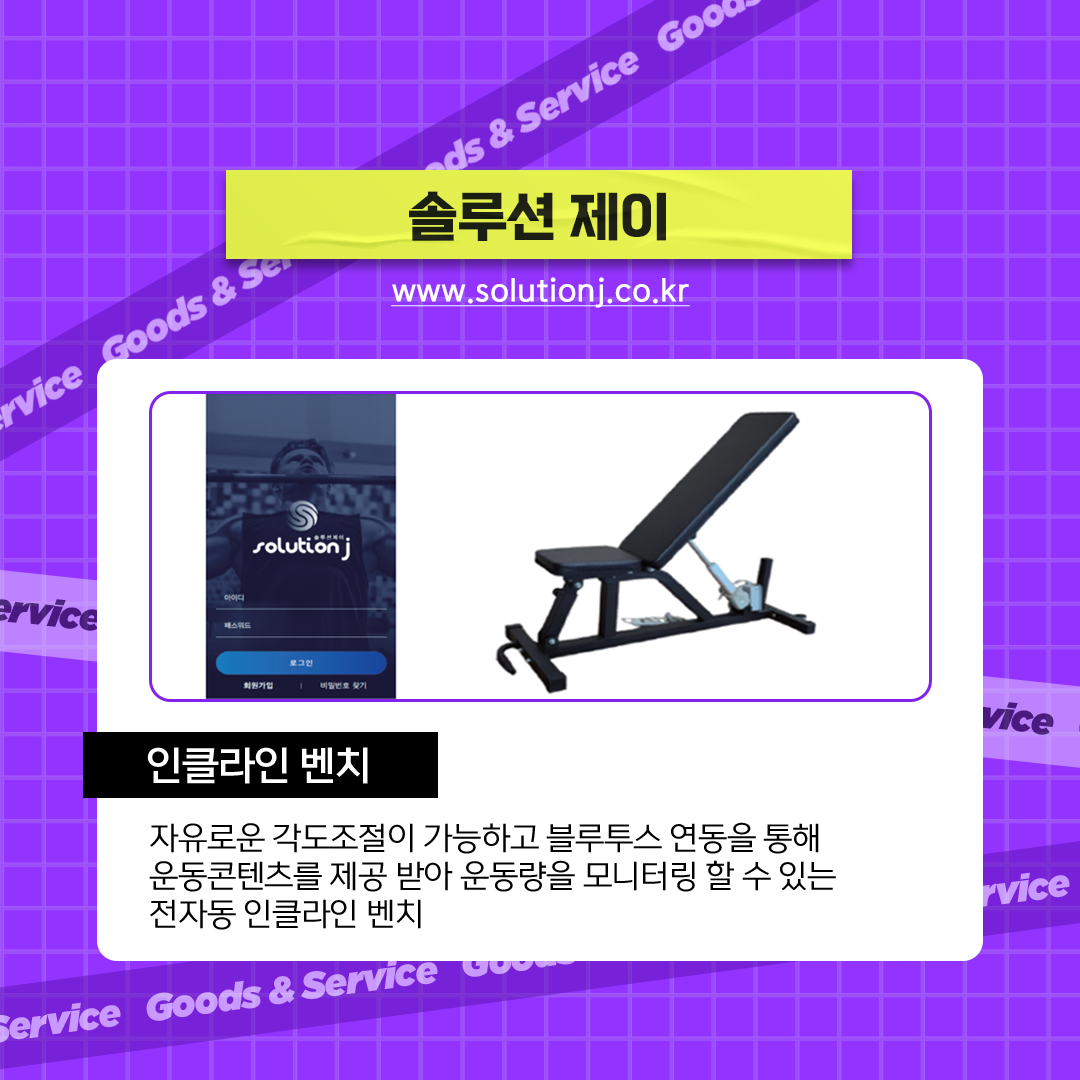 Goods
Goods & Service
솔루션 제이
www.solutionj.co.kr
Goods & Ser
Service
솔루션제이
solution j
아이디
패스워드
로그인
회원가입 | 비밀번호 찾기
Service
vice
인클라인 벤치
자유로운 각도조절이 가능하고 블루투스 연동을 통해
운동콘텐츠를 제공 받아 운동량을 모니터링 할 수 있는
전자동 인클라인 벤치
rvice
Service Goods & Service Goods